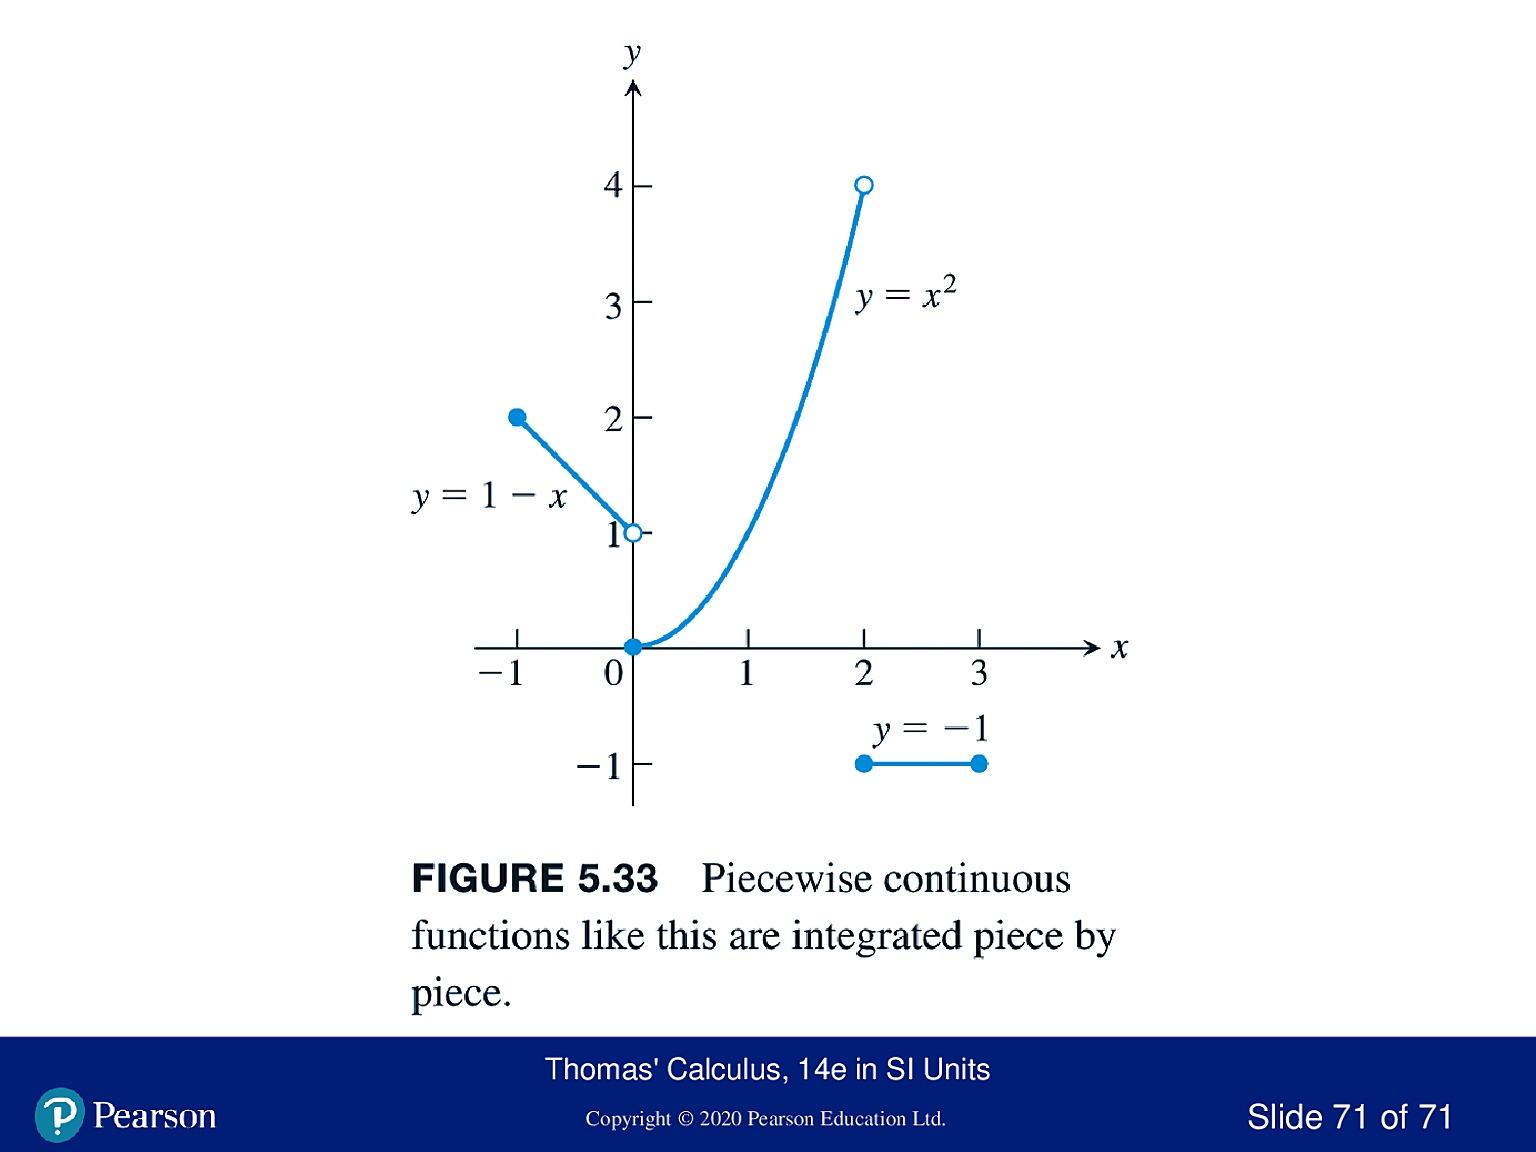 y
4
3
y = x²
2
y = 1 − x
1
x
−1 0 1 2 3
y = −1
−1
FIGURE 5.33 Piecewise continuous
functions like this are integrated piece by
piece.
Thomas' Calculus, 14e in SI Units
Pearson
Copyright © 2020 Pearson Education Ltd.
Slide 71 of 71